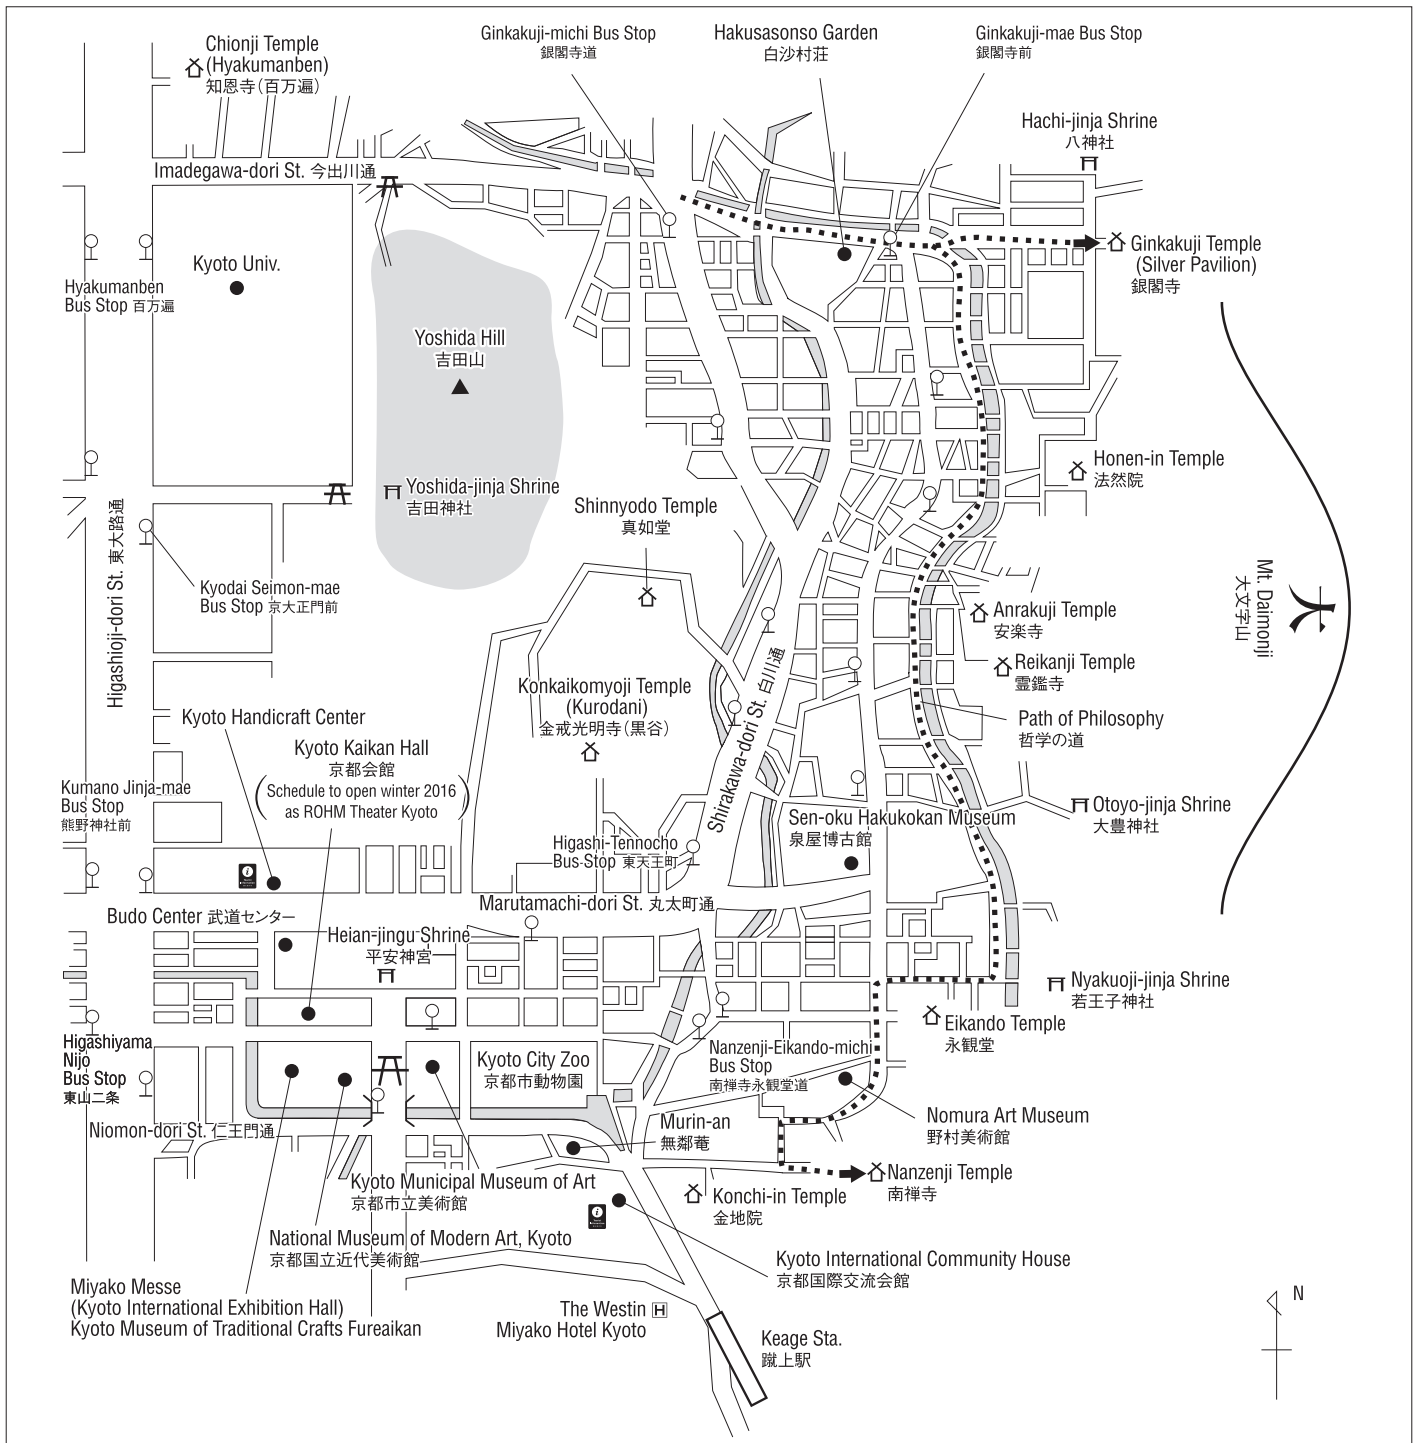 Chionji Temple
(Hyakumanben)
知恩寺（百万遍）
Ginkakuji-michi Bus Stop
銀閣寺道
Hakusasonso Garden
白沙村荘
Ginkakuji-mae Bus Stop
銀閣寺前
Hachi-jinja Shrine
八神社
Imadegawa-dori St. 今出川通
Ginkakuji Temple
(Silver Pavilion)
銀閣寺
Kyoto Univ.
Hyakumanben
Bus Stop 百万遍
Yoshida Hill
吉田山
Honen-in Temple
法然院
Yoshida-jinja Shrine
吉田神社
Shinnyodo Temple
真如堂
Higashioji-dori St. 東大路通
Kyodai Seimon-mae
Bus Stop 京大正門前
Mt. Daimonji
大文字山
大
Anrakuji Temple
安楽寺
Reikanji Temple
霊鑑寺
Konkaikomyoji Temple
(Kurodani)
金戒光明寺（黒谷）
Shirakawa-dori St. 白川通
Path of Philosophy
哲学の道
Kyoto Handicraft Center
Kyoto Kaikan Hall
京都会館
(Schedule to open winter 2016
as ROHM Theater Kyoto)
Kumano Jinja-mae
Bus Stop
熊野神社前
Otoyo-jinja Shrine
大豊神社
Sen-oku Hakukokan Museum
泉屋博古館
Higashi-Tennocho
Bus Stop 東天王町
Marutamachi-dori St. 丸太町通
Budo Center 武道センター
Heian-jingu Shrine
平安神宮
Nyakuoji-jinja Shrine
若王子神社
Eikando Temple
永観堂
Higashiyama
Nijo
Bus Stop
東山二条
Kyoto City Zoo
京都市動物園
Nanzenji-Eikando-michi
Bus Stop
南禅寺永観堂道
Nomura Art Museum
野村美術館
Niomon-dori St. 仁王門通
Murin-an
無鄰菴
Nanzenji Temple
南禅寺
Kyoto Municipal Museum of Art
京都市立美術館
Konchi-in Temple
金地院
National Museum of Modern Art, Kyoto
京都国立近代美術館
Kyoto International Community House
京都国際交流会館
Miyako Messe
(Kyoto International Exhibition Hall)
Kyoto Museum of Traditional Crafts Fureaikan
The Westin H
Miyako Hotel Kyoto
Keage Sta.
蹴上駅
N